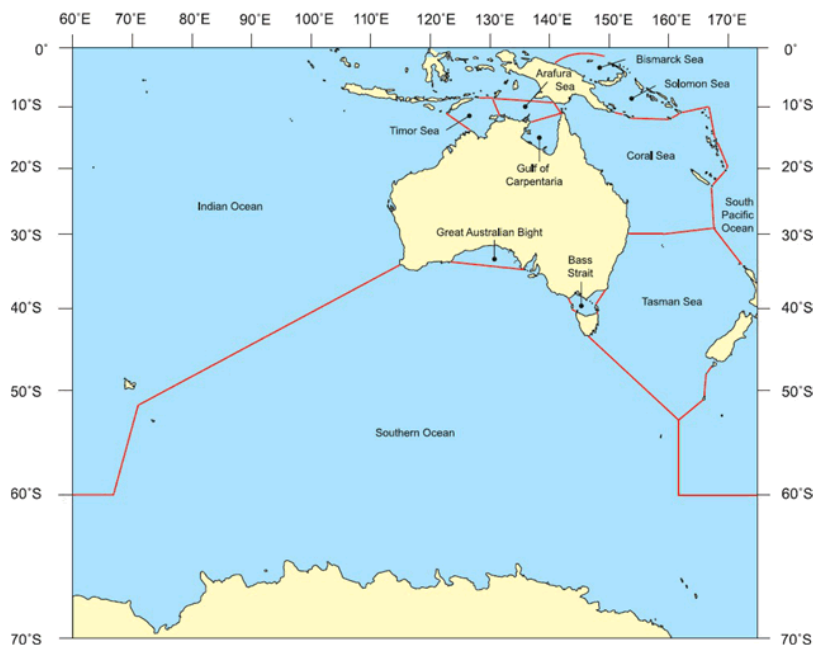 60°E 70°E 80°E 90°E 100°E 110°E 120°E 130°E 140°E 150°E 160°E 170°E
0° 0°
Bismarck Sea
Arafura
Sea
Solomon Sea
10°S 10°S
Timor Sea
Coral Sea
Gulf of
Carpentaria
20°S 20°S
Indian Ocean
South
Pacific
Ocean
Great Australian Bight
30°S 30°S
Bass
Strait
Tasman Sea
40°S 40°S
50°S 50°S
Southern Ocean
60°S 60°S
70°S 70°S